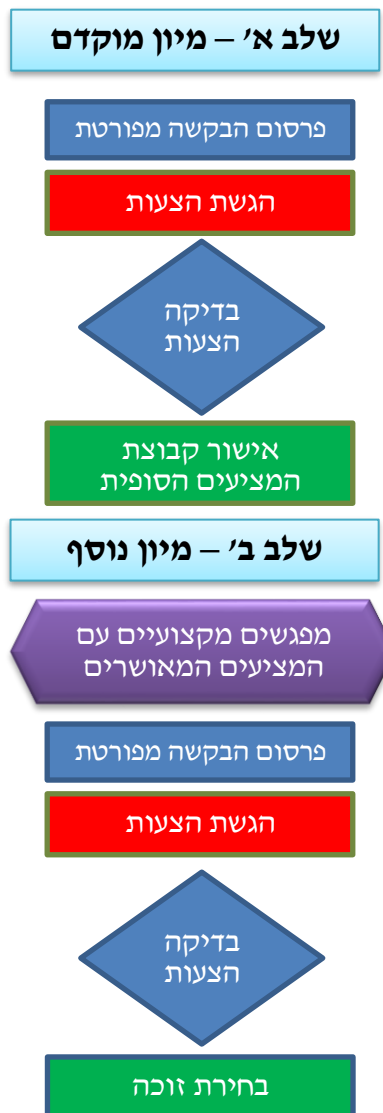 שלב א' – מיון מוקדם
פרסום הבקשה מפורטת
הגשת הצעות
בדיקה
הצעות
אישור קבוצת
המציעים הסופית
שלב ב' – מיון נוסף
מפגשים מקצועיים עם
המציעים המאושרים
פרסום הבקשה מפורטת
הגשת הצעות
בדיקה
הצעות
בחירת זוכה